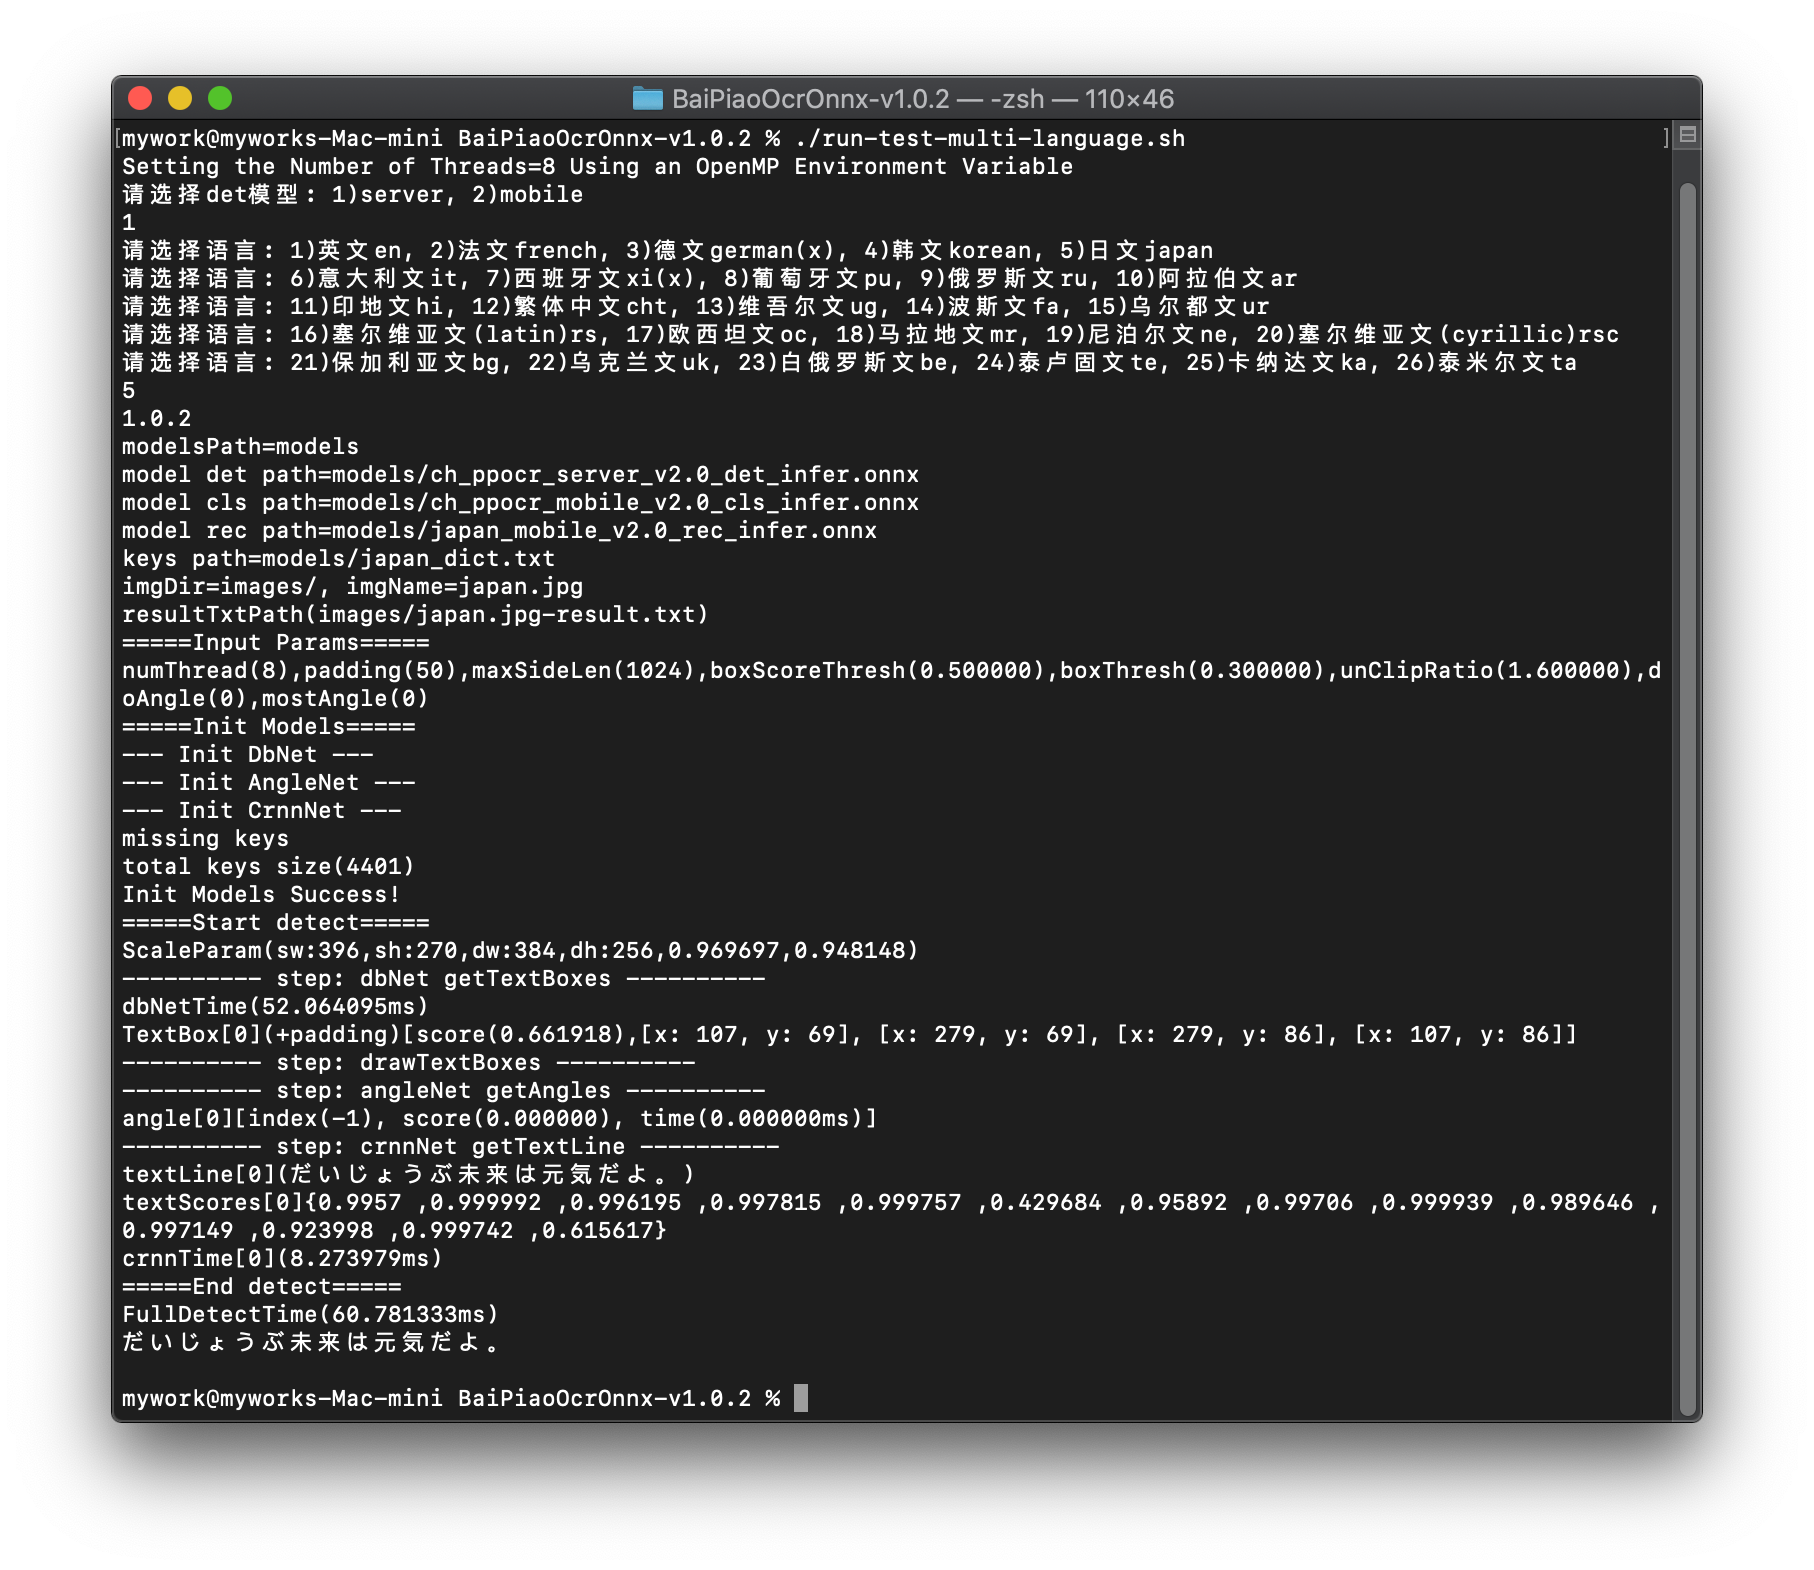 BaiPiaoOcrOnnx-v1.0.2 — -zsh — 110×46
[mywork@myworks-Mac-mini BaiPiaoOcrOnnx-v1.0.2 % ./run-test-multi-language.sh ]
Setting the Number of Threads=8 Using an OpenMP Environment Variable
请选择det模型: 1)server, 2)mobile
1
请选择语言: 1)英文en, 2)法文french, 3)德文german(x), 4)韩文korean, 5)日文japan
请选择语言: 6)意大利文it, 7)西班牙文xi(x), 8)葡萄牙文pu, 9)俄罗斯文ru, 10)阿拉伯文ar
请选择语言: 11)印地文hi, 12)繁体中文cht, 13)维吾尔文ug, 14)波斯文fa, 15)乌尔都文ur
请选择语言: 16)塞尔维亚文(latin)rs, 17)欧西坦文oc, 18)马拉地文mr, 19)尼泊尔文ne, 20)塞尔维亚文(cyrillic)rsc
请选择语言: 21)保加利亚文bg, 22)乌克兰文uk, 23)白俄罗斯文be, 24)泰卢固文te, 25)卡纳达文ka, 26)泰米尔文ta
5
1.0.2
modelsPath=models
model det path=models/ch_ppocr_server_v2.0_det_infer.onnx
model cls path=models/ch_ppocr_mobile_v2.0_cls_infer.onnx
model rec path=models/japan_mobile_v2.0_rec_infer.onnx
keys path=models/japan_dict.txt
imgDir=images/, imgName=japan.jpg
resultTxtPath(images/japan.jpg-result.txt)
=====Input Params=====
numThread(8),padding(50),maxSideLen(1024),boxScoreThresh(0.500000),boxThresh(0.300000),unClipRatio(1.600000),d
oAngle(0),mostAngle(0)
=====Init Models=====
--- Init DbNet ---
--- Init AngleNet ---
--- Init CrnnNet ---
missing keys
total keys size(4401)
Init Models Success!
=====Start detect=====
ScaleParam(sw:396,sh:270,dw:384,dh:256,0.969697,0.948148)
---------- step: dbNet getTextBoxes ----------
dbNetTime(52.064095ms)
TextBox[0](+padding)[score(0.661918),[x: 107, y: 69], [x: 279, y: 69], [x: 279, y: 86], [x: 107, y: 86]]
---------- step: drawTextBoxes ----------
---------- step: angleNet getAngles ----------
angle[0][index(-1), score(0.000000), time(0.000000ms)]
---------- step: crnnNet getTextLine ----------
textLine[0](だいじょうぶ未来は元気だよ。)
textScores[0]{0.9957 ,0.999992 ,0.996195 ,0.997815 ,0.999757 ,0.429684 ,0.95892 ,0.99706 ,0.999939 ,0.989646 ,
0.997149 ,0.923998 ,0.999742 ,0.615617}
crnnTime[0](8.273979ms)
=====End detect=====
FullDetectTime(60.781333ms)
だいじょうぶ未来は元気だよ。
mywork@myworks-Mac-mini BaiPiaoOcrOnnx-v1.0.2 %